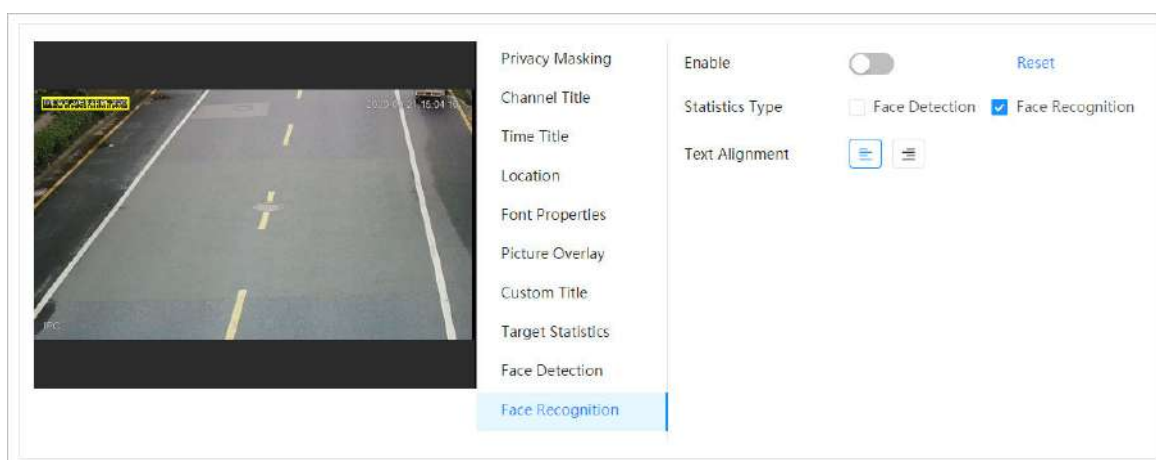 Privacy Masking
Channel Title
Time Title
Location
Font Properties
Picture Overlay
Custom Title
Target Statistics
Face Detection
Face Recognition
Enable
Reset
Statistics Type
Face Detection
Face Recognition
Text Alignment
IPC